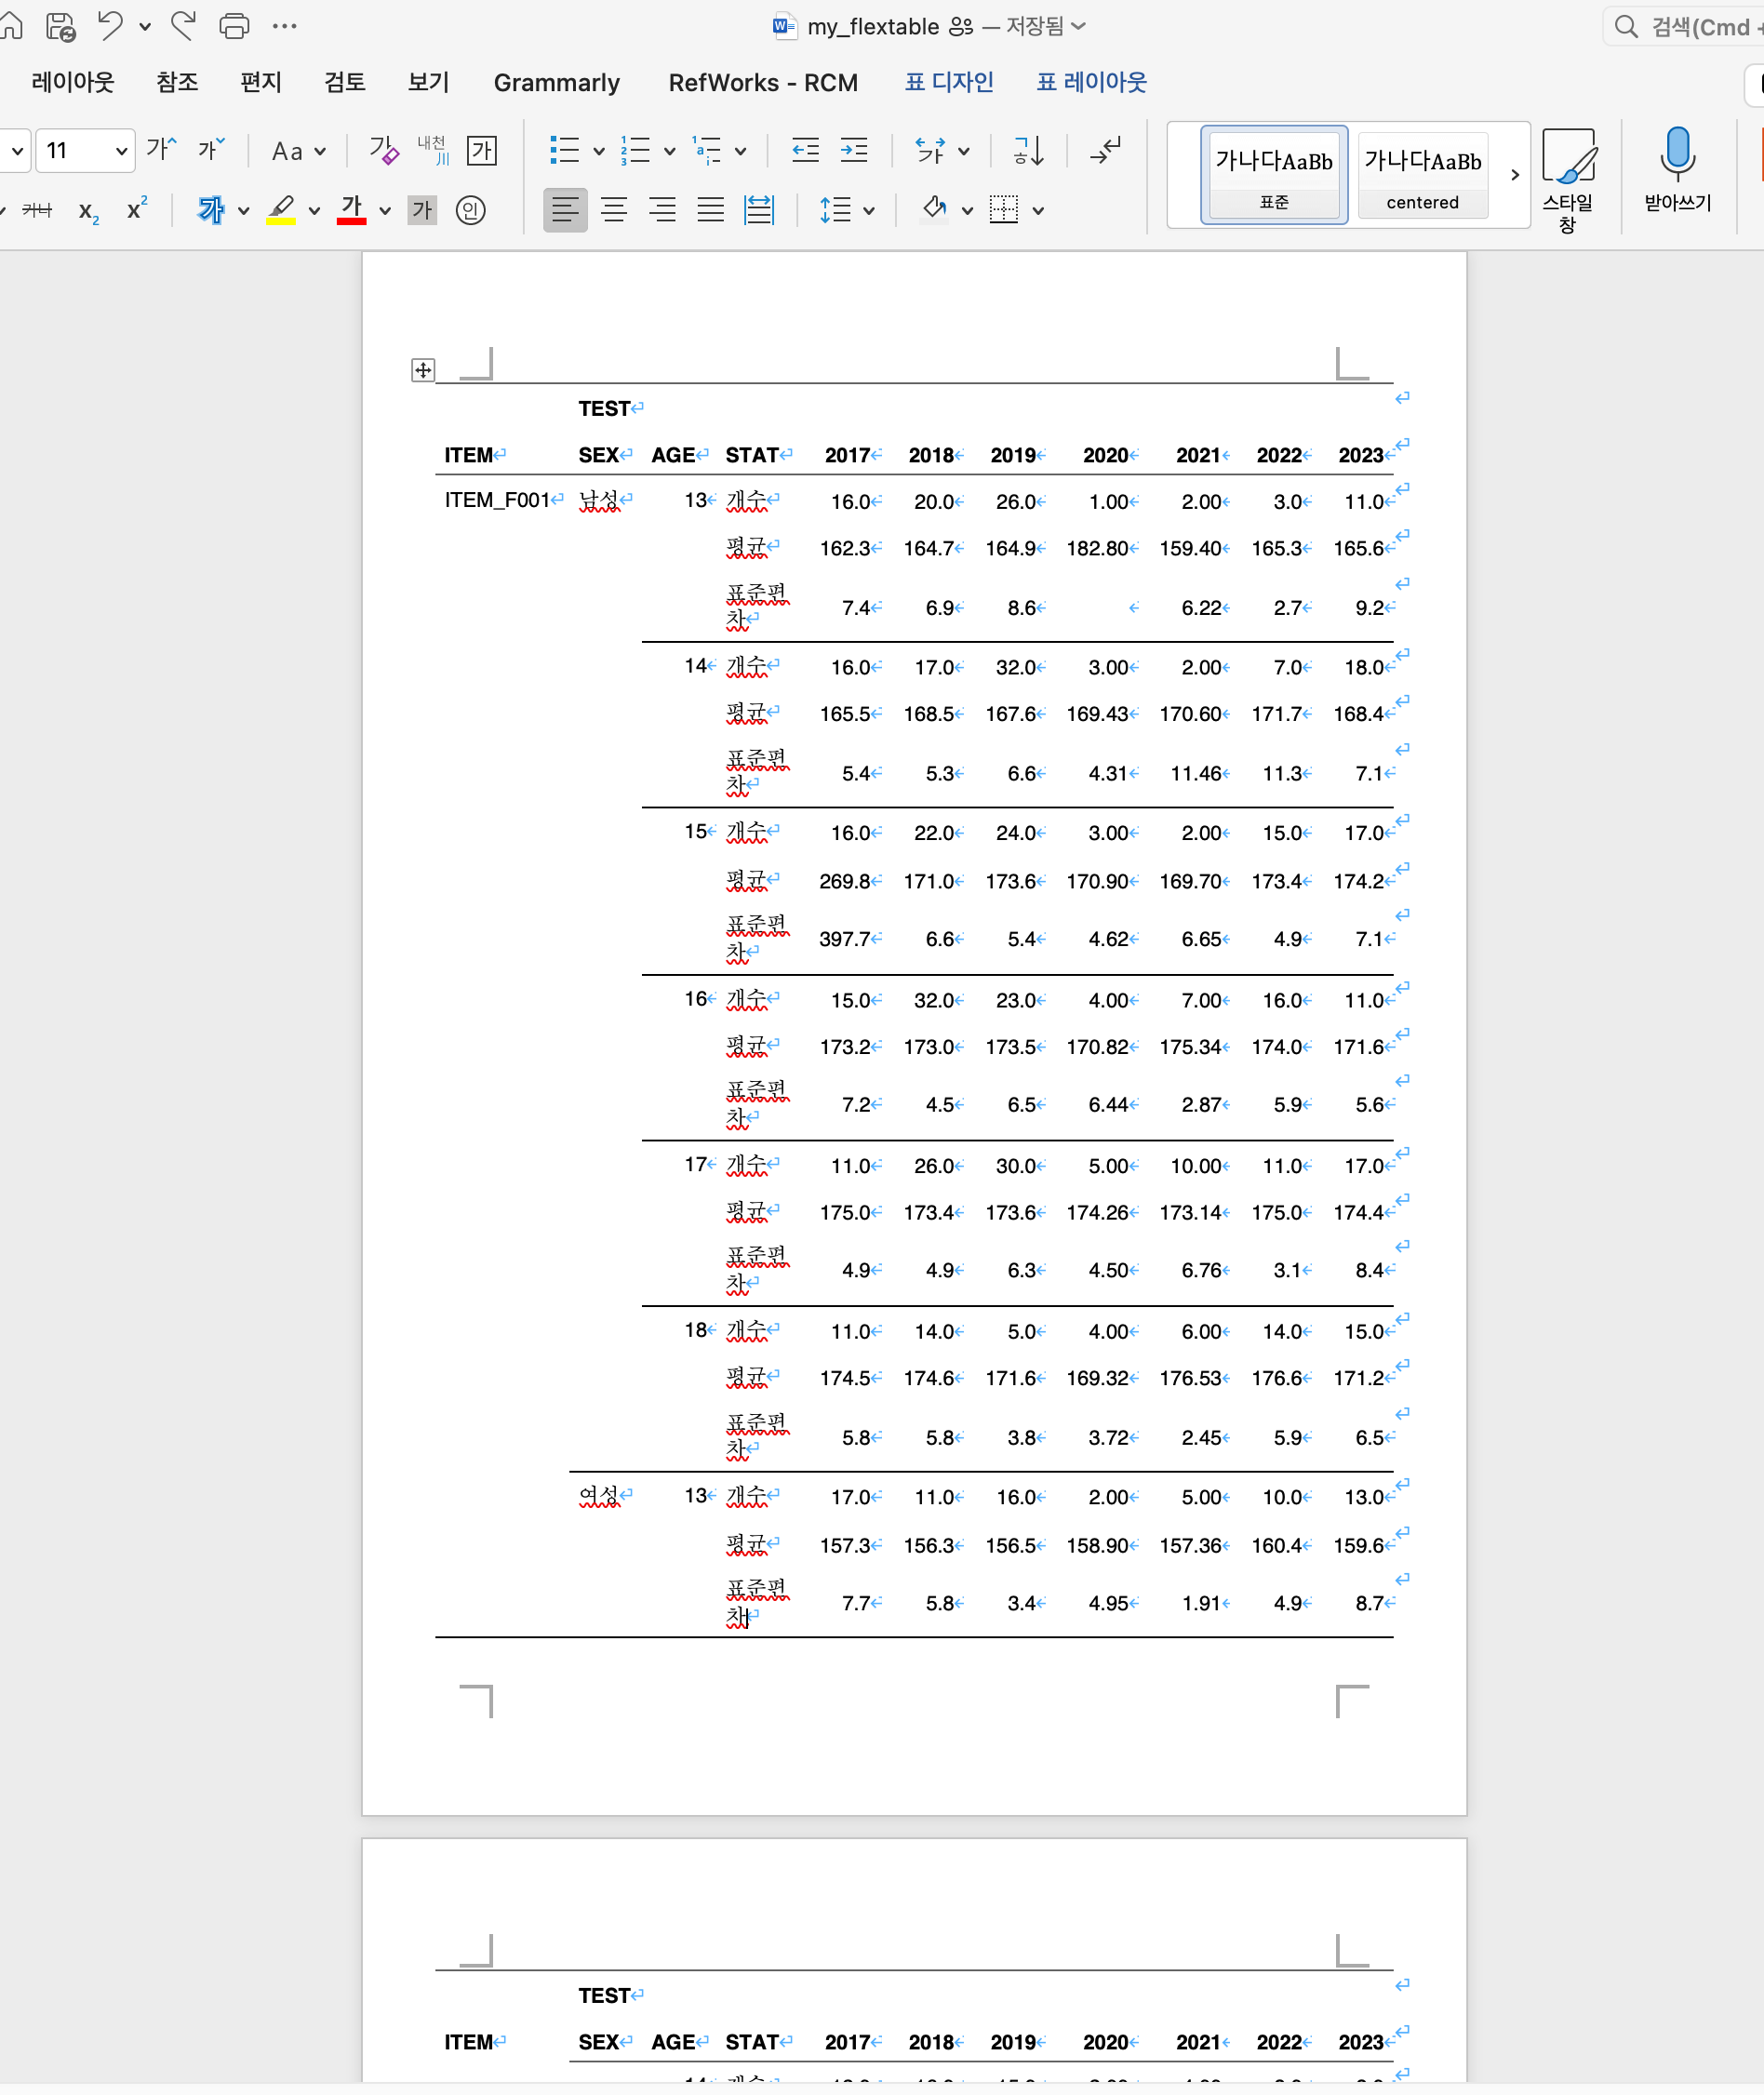 my_flextable — 저장됨
검색(Cmd +
레이아웃 참조 편지 검토 보기 Grammarly RefWorks - RCM 표 디자인 표 레이아웃
11 가 가 Aa 가 내천 가
가나다AaBb 가나다AaBb
가나 x2 x2 가 가 가 인
표준 centered 스타일 창 받아쓰기
TEST
ITEM SEX AGE STAT 2017 2018 2019 2020 2021 2022 2023
ITEM_F001 남성 13 개수 16.0 20.0 26.0 1.00 2.00 3.0 11.0
평균 162.3 164.7 164.9 182.80 159.40 165.3 165.6
표준편차 7.4 6.9 8.6 6.22 2.7 9.2
14 개수 16.0 17.0 32.0 3.00 2.00 7.0 18.0
평균 165.5 168.5 167.6 169.43 170.60 171.7 168.4
표준편차 5.4 5.3 6.6 4.31 11.46 11.3 7.1
15 개수 16.0 22.0 24.0 3.00 2.00 15.0 17.0
평균 269.8 171.0 173.6 170.90 169.70 173.4 174.2
표준편차 397.7 6.6 5.4 4.62 6.65 4.9 7.1
16 개수 15.0 32.0 23.0 4.00 7.00 16.0 11.0
평균 173.2 173.0 173.5 170.82 175.34 174.0 171.6
표준편차 7.2 4.5 6.5 6.44 2.87 5.9 5.6
17 개수 11.0 26.0 30.0 5.00 10.00 11.0 17.0
평균 175.0 173.4 173.6 174.26 173.14 175.0 174.4
표준편차 4.9 4.9 6.3 4.50 6.76 3.1 8.4
18 개수 11.0 14.0 5.0 4.00 6.00 14.0 15.0
평균 174.5 174.6 171.6 169.32 176.53 176.6 171.2
표준편차 5.8 5.8 3.8 3.72 2.45 5.9 6.5
여성 13 개수 17.0 11.0 16.0 2.00 5.00 10.0 13.0
평균 157.3 156.3 156.5 158.90 157.36 160.4 159.6
표준편차 7.7 5.8 3.4 4.95 1.91 4.9 8.7
TEST
ITEM SEX AGE STAT 2017 2018 2019 2020 2021 2022 2023